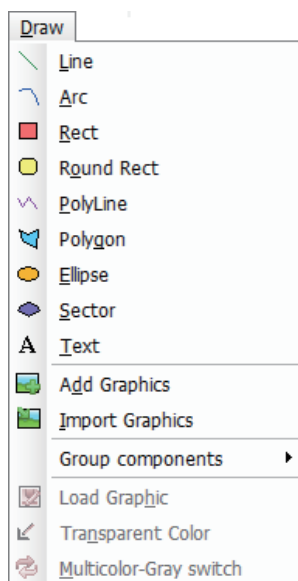 Draw
Line
Arc
Rect
Round Rect
PolyLine
Polygon
Ellipse
Sector
A Text
Add Graphics
Import Graphics
Group components
Load Graphic
Transparent Color
Multicolor-Gray switch